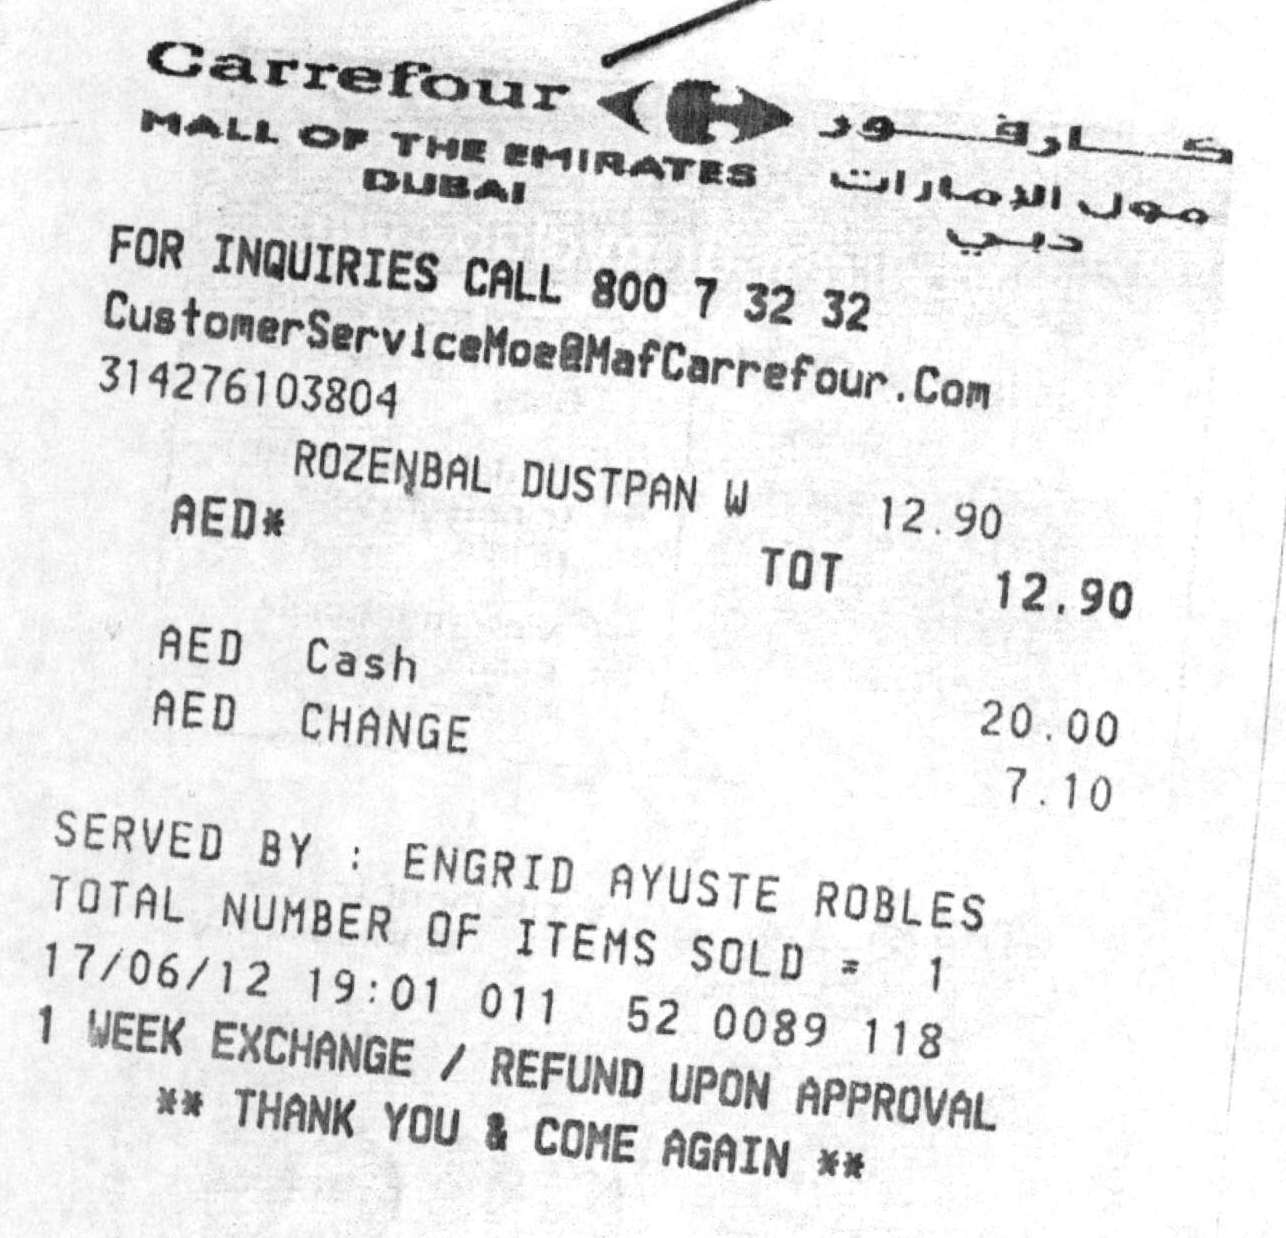 Carrefour كارفور
MALL OF THE EMIRATES مول الإمارات
DUBAI دبي
FOR INQUIRIES CALL 800 7 32 32
CustomerServiceMoe@MafCarrefour.Com
314276103804
ROZENBAL DUSTPAN W 12.90
AED*
TOT 12.90
AED Cash 20.00
AED CHANGE 7.10
SERVED BY : ENGRID AYUSTE ROBLES
TOTAL NUMBER OF ITEMS SOLD = 1
17/06/12 19:01 011 52 0089 118
1 WEEK EXCHANGE / REFUND UPON APPROVAL
** THANK YOU & COME AGAIN **